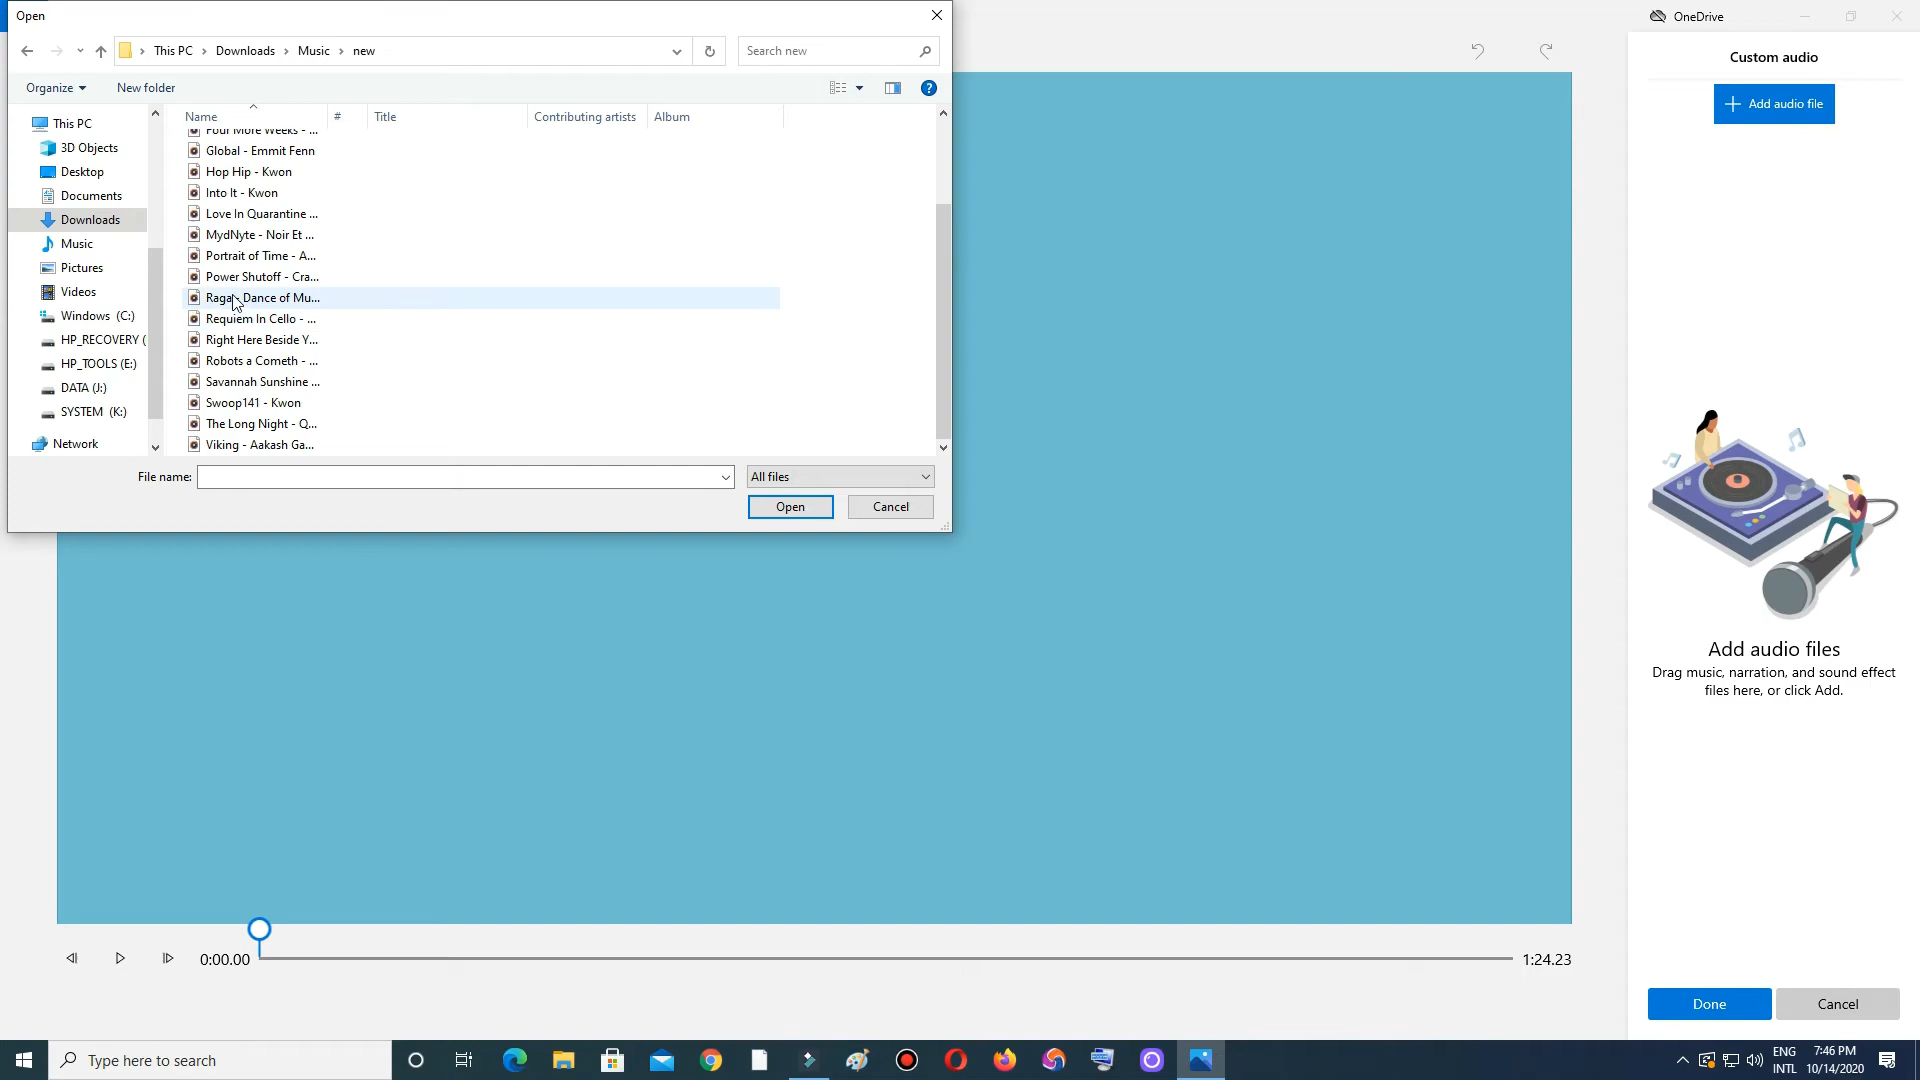 Open
OneDrive
This PC > Downloads > Music > new
Search new
Organize
New folder
Custom audio
Add audio file
This PC
3D Objects
Desktop
Documents
Downloads
Music
Pictures
Videos
Windows (C:)
HP_RECOVERY (
HP_TOOLS (E:)
DATA (J:)
SYSTEM (K:)
Network
Name
#
Title
Contributing artists
Album
Four More Weeks - ...
Global - Emmit Fenn
Hop Hip - Kwon
Into It - Kwon
Love In Quarantine ...
MydNyte - Noir Et ...
Portrait of Time - A...
Power Shutoff - Cra...
Raga - Dance of Mu...
Requiem In Cello - ...
Right Here Beside Y...
Robots a Cometh - ...
Savannah Sunshine ...
Swoop141 - Kwon
The Long Night - Q...
Viking - Aakash Ga...
File name:
All files
Open
Cancel
Add audio files
Drag music, narration, and sound effect
files here, or click Add.
0:00.00
1:24.23
Done
Cancel
Type here to search
ENG
INTL
7:46 PM
10/14/2020